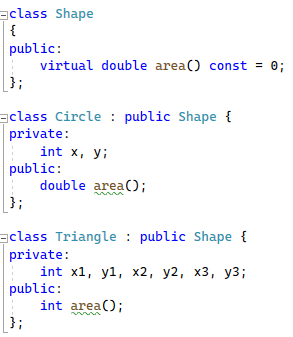 class Shape
{
public:
    virtual double area() const = 0;
};
class Circle : public Shape {
private:
    int x, y;
public:
    double area();
};
class Triangle : public Shape {
private:
    int x1, y1, x2, y2, x3, y3;
public:
    int area();
};